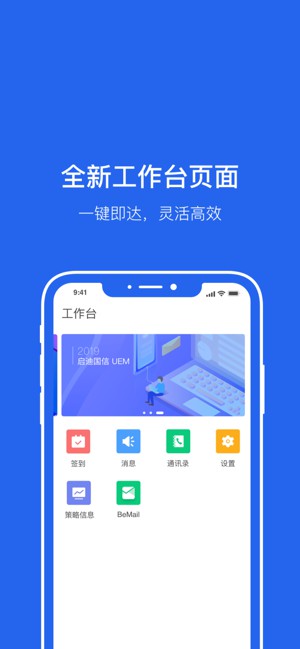 全新工作台页面
一键即达，灵活高效
9:41
工作台
2019
启迪国信 UEM
签到
消息
通讯录
设置
策略信息
BeMail